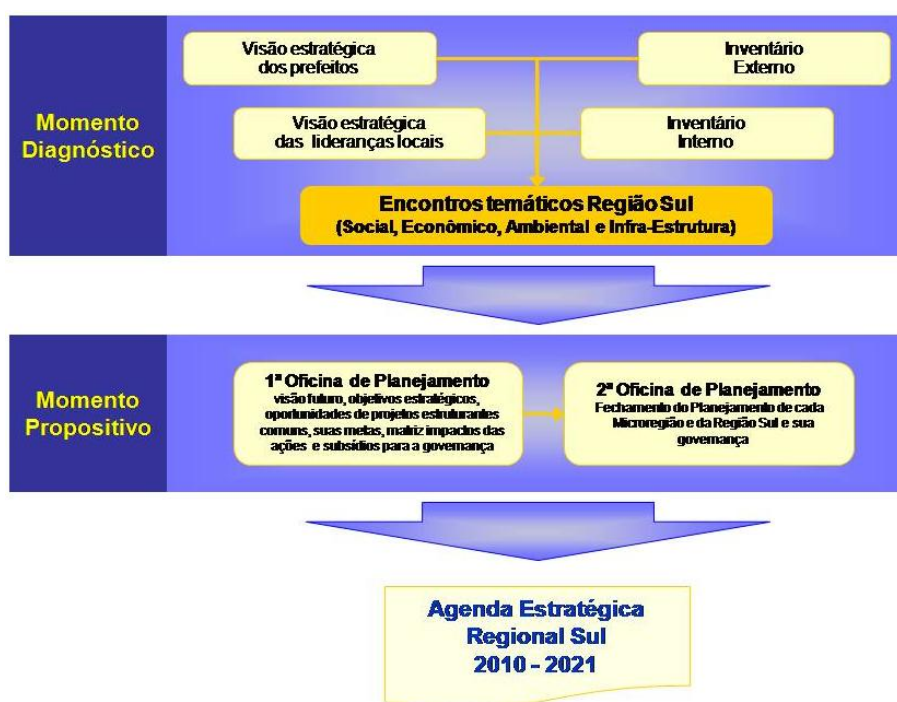 Momento
Diagnóstico
Visão estratégica
dos prefeitos
Inventário
Externo
Visão estratégica
das lideranças locais
Inventário
Interno
Encontros temáticos Região Sul
(Social, Econômico, Ambiental e Infra-Estrutura)
Momento
Propositivo
1ª Oficina de Planejamento
visão futuro, objetivos estratégicos,
oportunidades de projetos estruturantes
comuns, suas metas, matriz impactos das
ações e subsídios para a governança
2ª Oficina de Planejamento
Fechamento do Planejamento de cada
Microregião e da Região Sul e sua
governança
Agenda Estratégica
Regional Sul
2010 - 2021